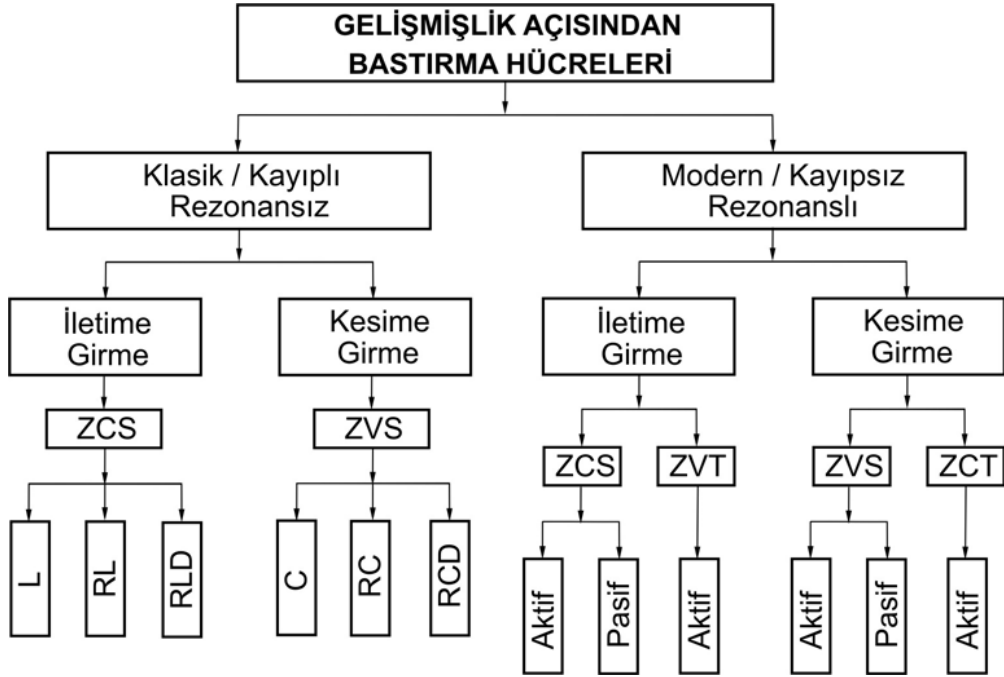 GELİŞMİŞLİK AÇISINDAN
BASTIRMA HÜCRELERİ
Klasik / Kayıplı
Rezonansız
Modern / Kayıpsız
Rezonanslı
İletime
Girme
Kesime
Girme
İletime
Girme
Kesime
Girme
ZCS
ZVS
ZCS
ZVT
ZVS
ZCT
L
RL
RLD
C
RC
RCD
Aktif
Pasif
Aktif
Aktif
Pasif
Aktif